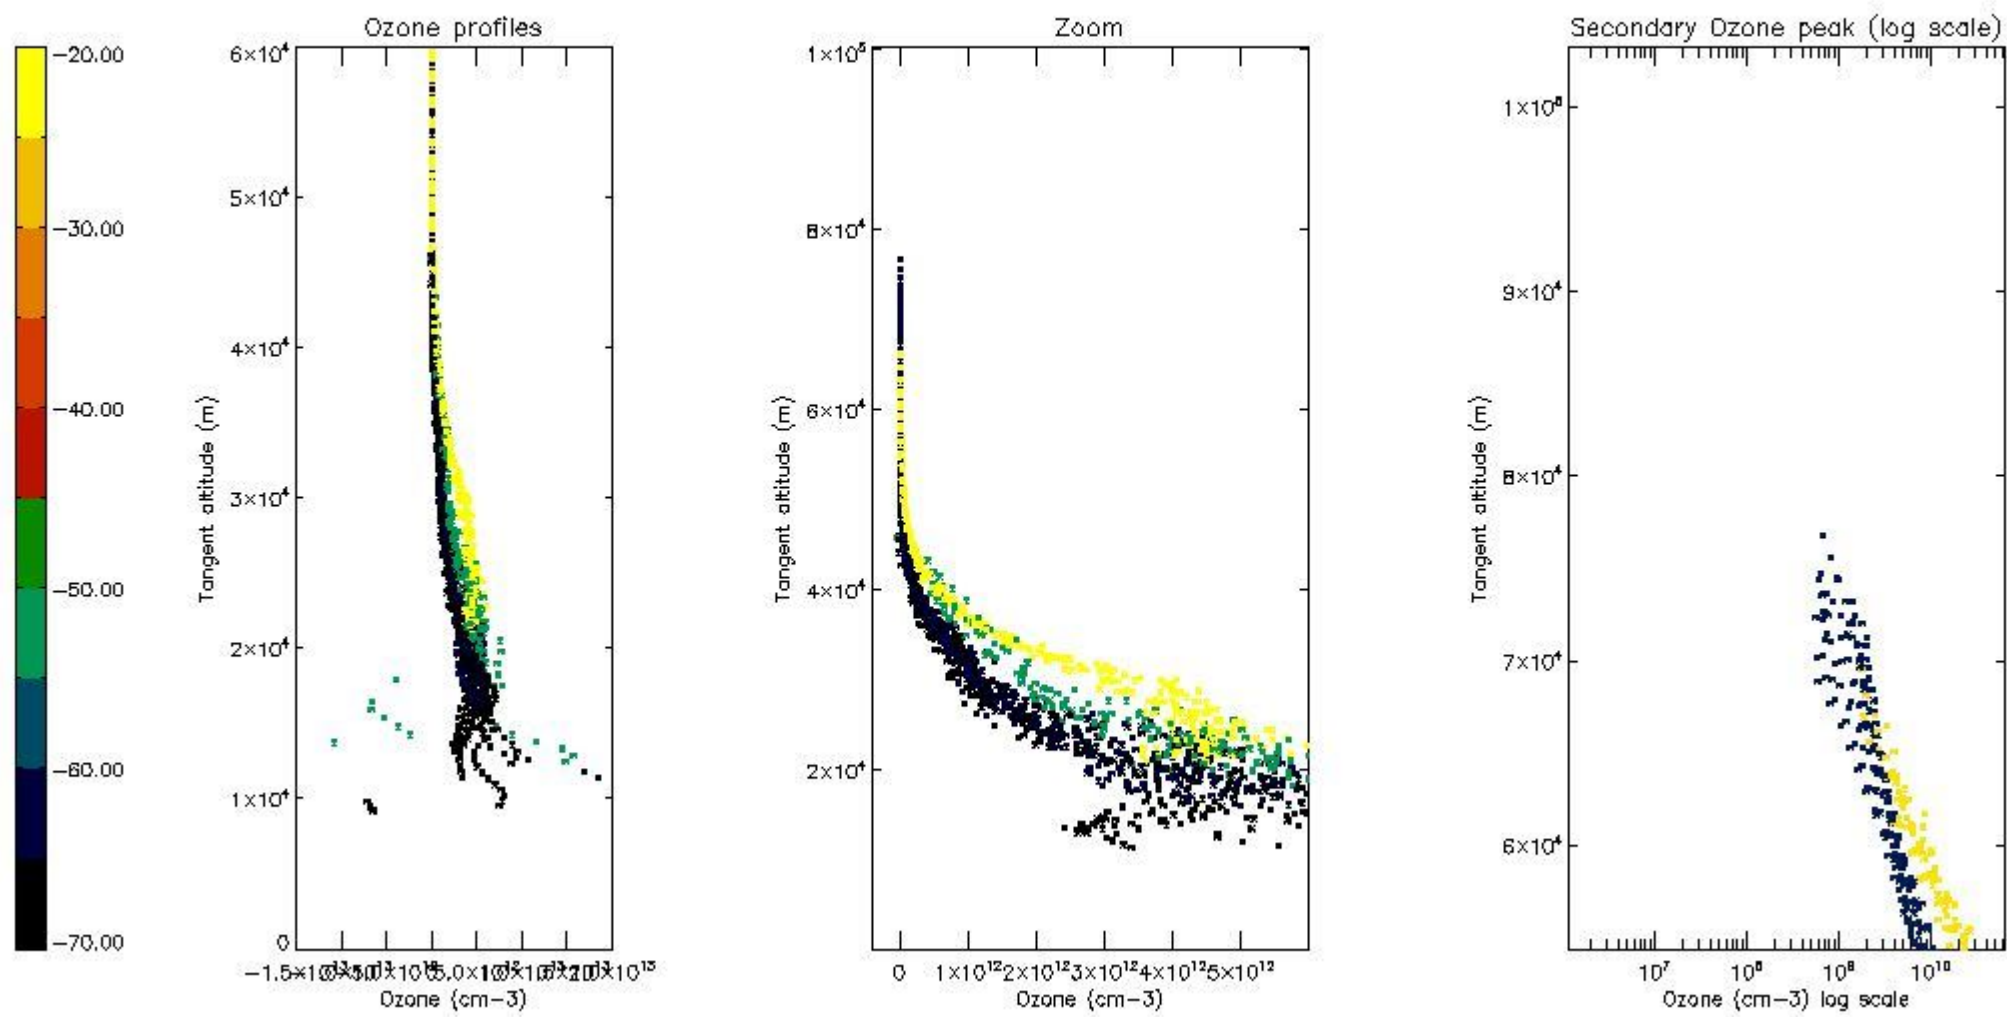 Ozone profiles
Zoom
Secondary Ozone peak (log scale)
−20.00
−30.00
−40.00
−50.00
−60.00
−70.00
6×10⁴
5×10⁴
4×10⁴
3×10⁴
2×10⁴
1×10⁴
0
Tangent altitude (m)
Ozone (cm−3)
1×10⁵
8×10⁴
6×10⁴
4×10⁴
2×10⁴
Tangent altitude (m)
0 1×10¹² 2×10¹² 3×10¹² 4×10¹² 5×10¹²
Ozone (cm−3)
9×10⁴
8×10⁴
7×10⁴
6×10⁴
Tangent altitude (m)
10⁷ 10⁸ 10⁹ 10¹⁰
Ozone (cm−3) log scale